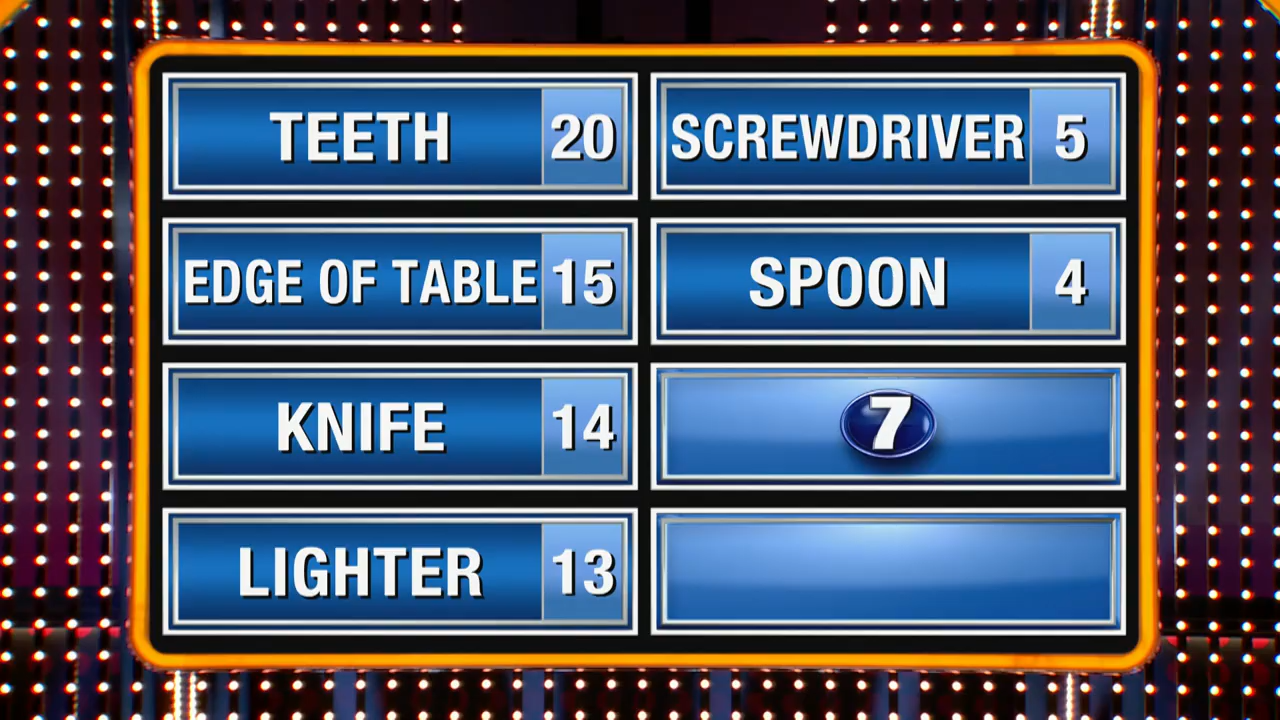 TEETH 20
EDGE OF TABLE 15
KNIFE 14
LIGHTER 13
SCREWDRIVER 5
SPOON 4
7